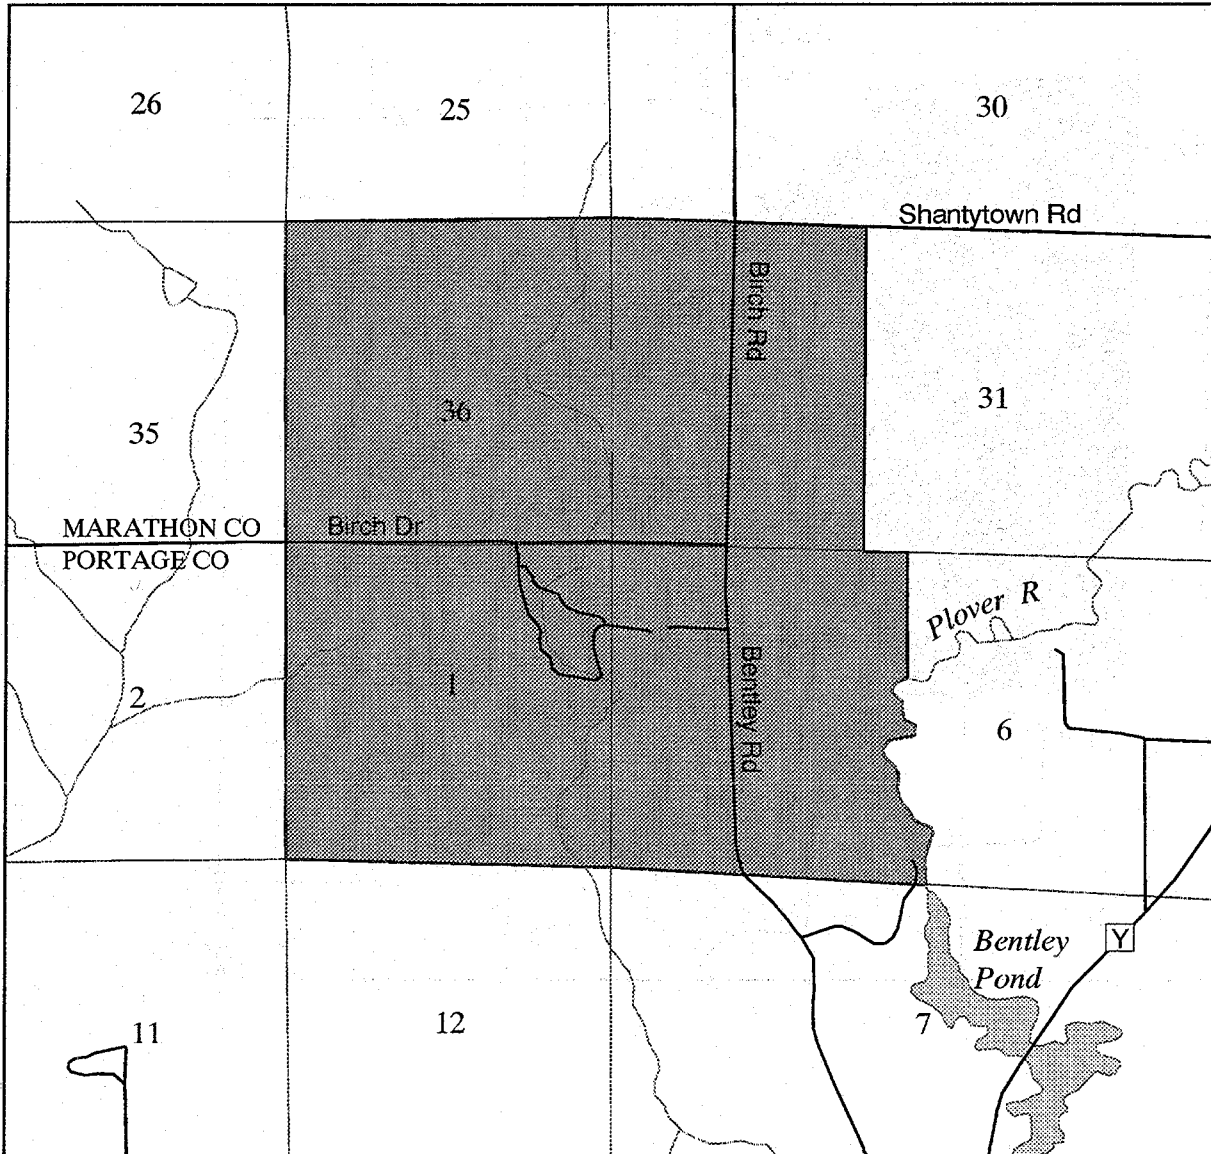 26
25
30
Shantytown Rd
Birch Rd
36
31
35
MARATHON CO
Birch Dr
PORTAGE CO
Plover R
1
2
Bentley Rd
6
Bentley
Pond
Y
7
12
11